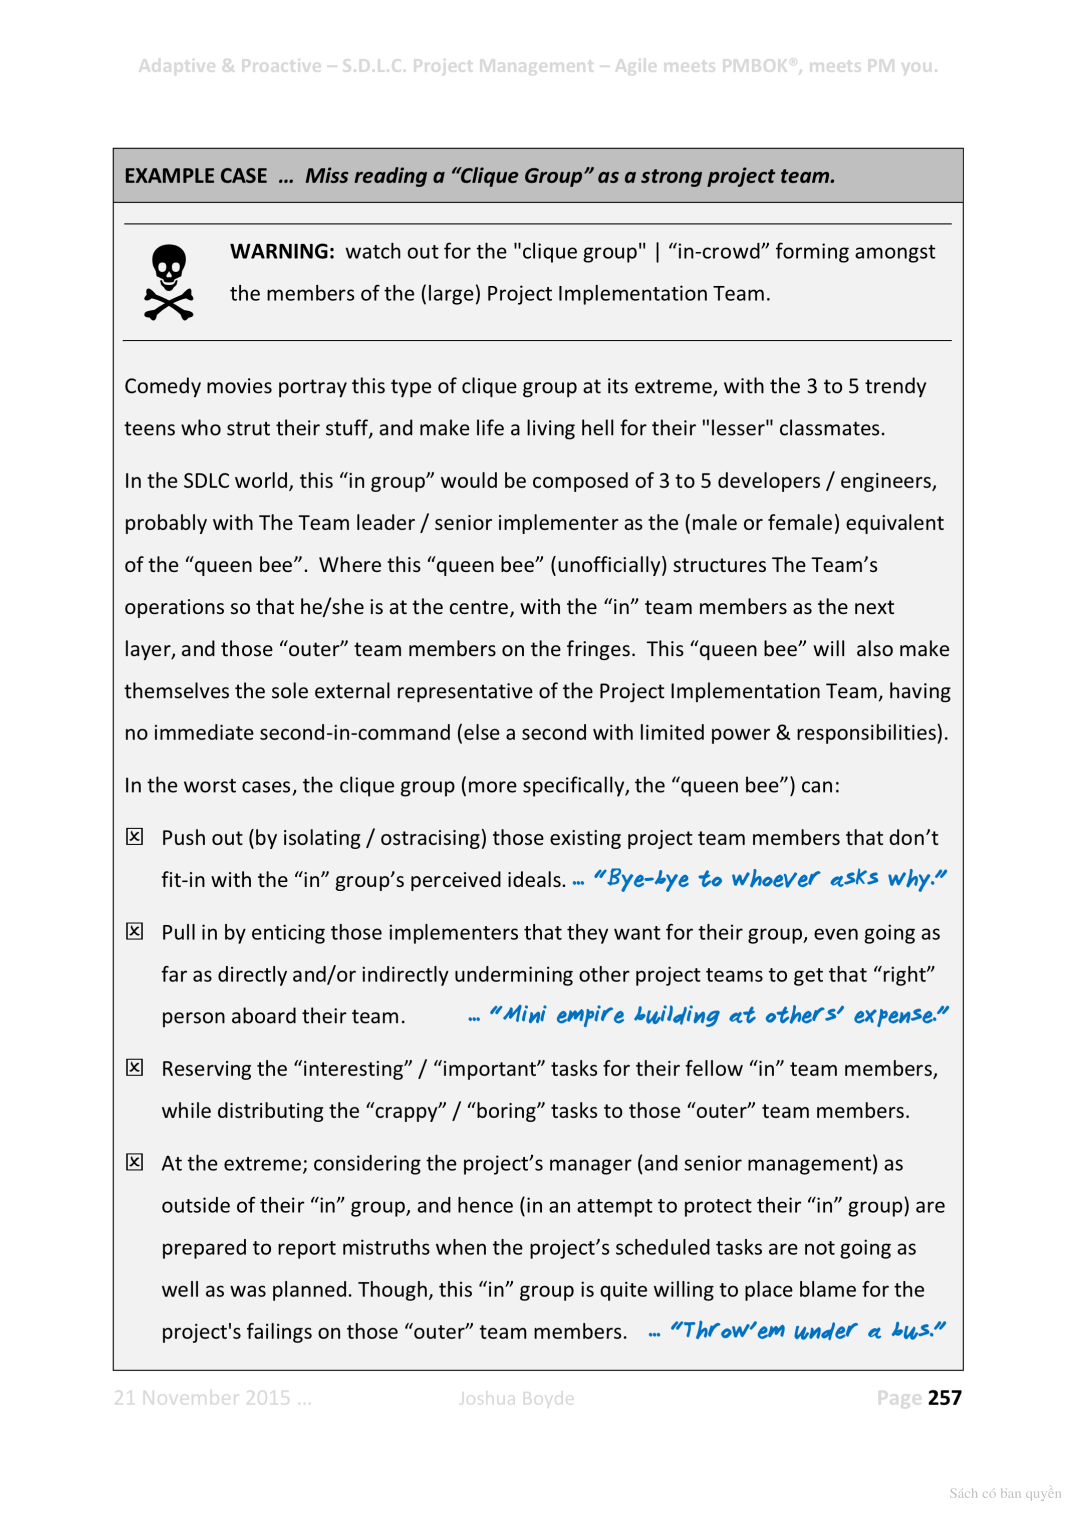 Adaptive & Proactive – S.D.L.C. Project Management – Agile meets PMBOK®, meets PM you.
EXAMPLE CASE … Miss reading a “Clique Group” as a strong project team.
WARNING: watch out for the "clique group" | “in-crowd” forming amongst
the members of the (large) Project Implementation Team.
Comedy movies portray this type of clique group at its extreme, with the 3 to 5 trendy
teens who strut their stuff, and make life a living hell for their "lesser" classmates.
In the SDLC world, this “in group” would be composed of 3 to 5 developers / engineers,
probably with The Team leader / senior implementer as the (male or female) equivalent
of the “queen bee”. Where this “queen bee” (unofficially) structures The Team’s
operations so that he/she is at the centre, with the “in” team members as the next
layer, and those “outer” team members on the fringes. This “queen bee” will also make
themselves the sole external representative of the Project Implementation Team, having
no immediate second-in-command (else a second with limited power & responsibilities).
In the worst cases, the clique group (more specifically, the “queen bee”) can:
☒ Push out (by isolating / ostracising) those existing project team members that don’t
fit-in with the “in” group’s perceived ideals. … “Bye-bye to whoever asks why.”
☒ Pull in by enticing those implementers that they want for their group, even going as
far as directly and/or indirectly undermining other project teams to get that “right”
person aboard their team. … “Mini empire building at others’ expense.”
☒ Reserving the “interesting” / “important” tasks for their fellow “in” team members,
while distributing the “crappy” / “boring” tasks to those “outer” team members.
☒ At the extreme; considering the project’s manager (and senior management) as
outside of their “in” group, and hence (in an attempt to protect their “in” group) are
prepared to report mistruths when the project’s scheduled tasks are not going as
well as was planned. Though, this “in” group is quite willing to place blame for the
project's failings on those “outer” team members. … “Throw’em under a bus.”
21 November 2015 … Joshua Boyde Page 257
Sách có bản quyền